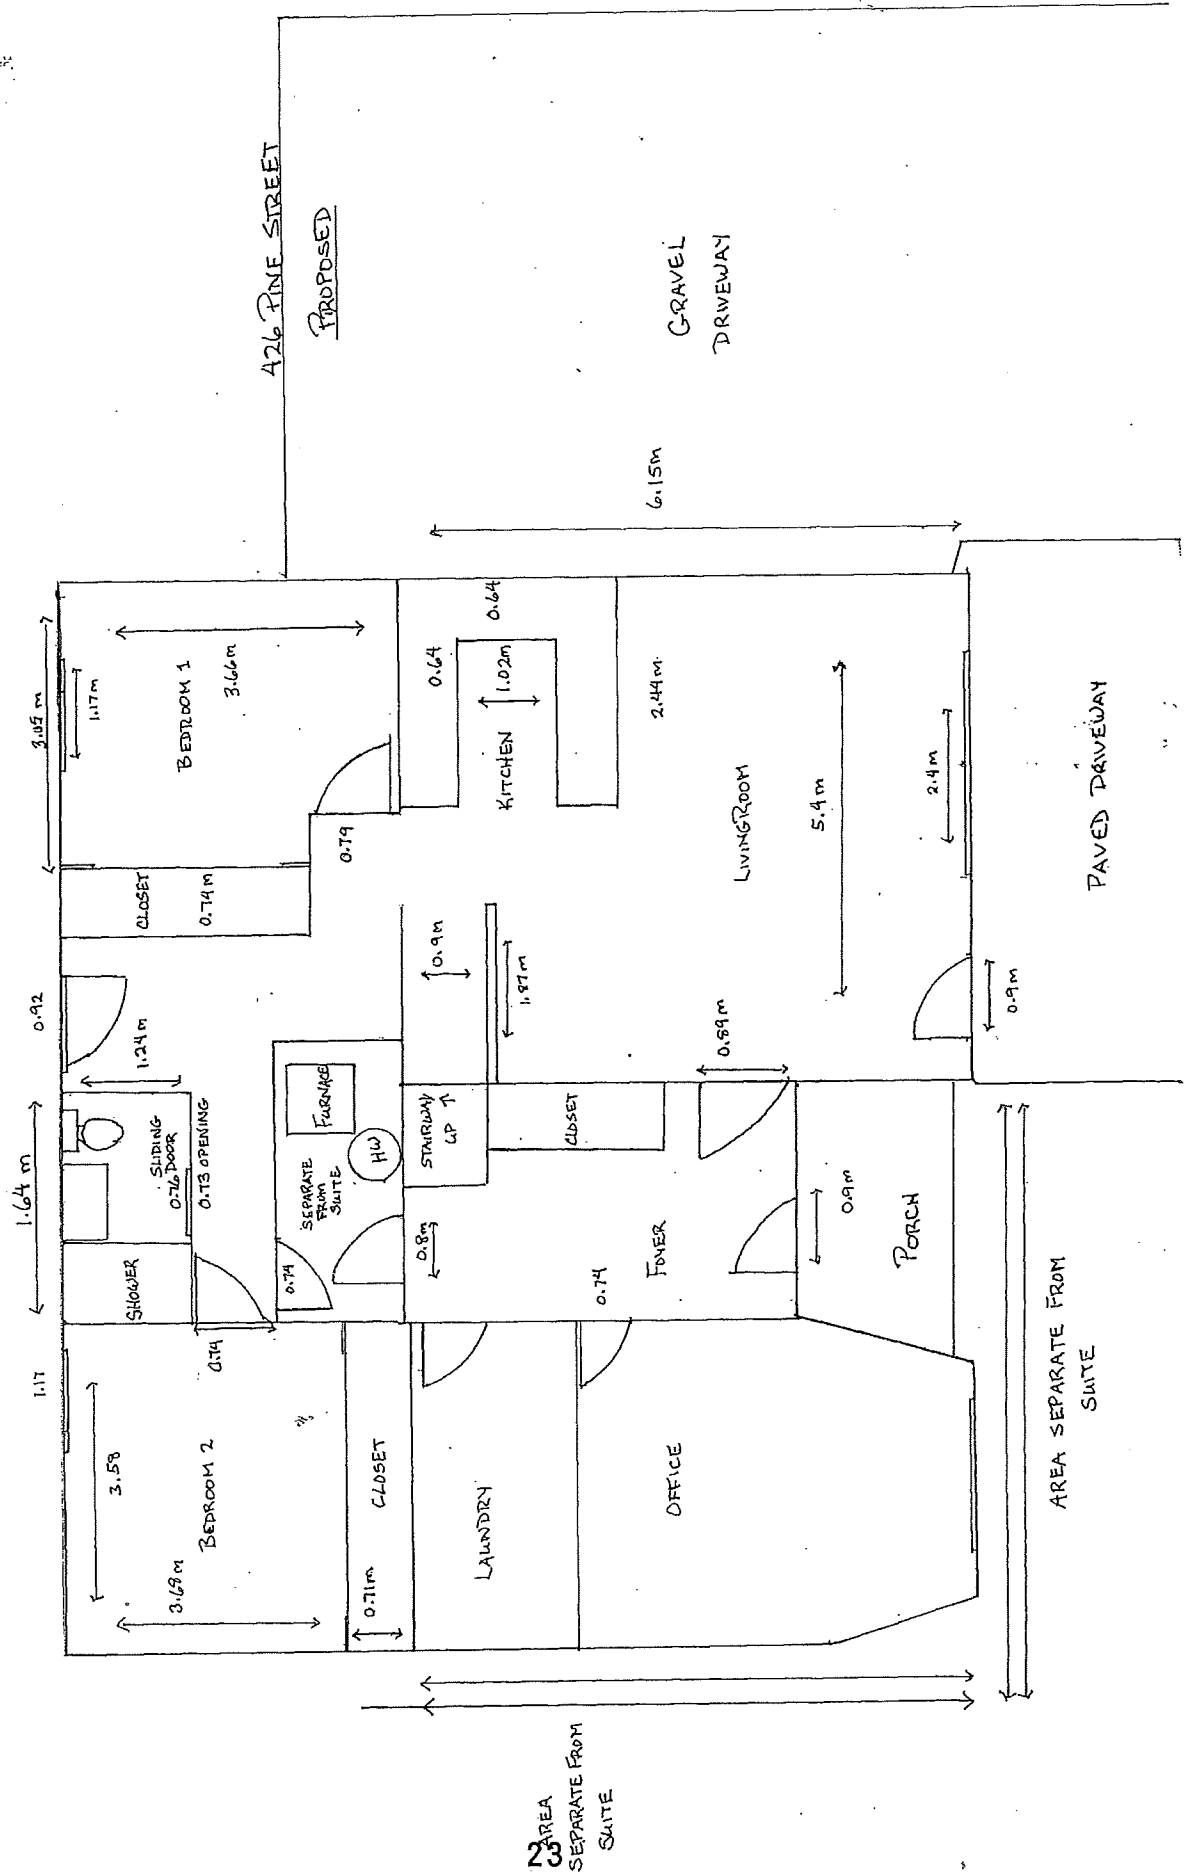 426 PINE STREET
PROPOSED
GRAVEL
DRIVEWAY
6.15m
3.05 m
1.17m
BEDROOM 1
3.66m
0.64
0.64
1.02m
KITCHEN
2.44m
LIVINGROOM
5.4m
2.4m
PAVED DRIVEWAY
CLOSET
0.74m
0.79
0.92
1.24m
0.9m
1.87m
0.89m
0.9m
1.64 m
SLIDING
DOOR
0.76
0.73 OPENING
FURNACE
HW
SEPARATE
FROM
SUITE
STAIRWAY
UP
CLOSET
SHOWER
0.74
0.74
0.8m
0.74
FOYER
0.9m
PORCH
1.17
3.58
BEDROOM 2
3.68m
CLOSET
0.71m
LAUNDRY
OFFICE
AREA SEPARATE FROM
SUITE
AREA
SEPARATE FROM
SUITE
23